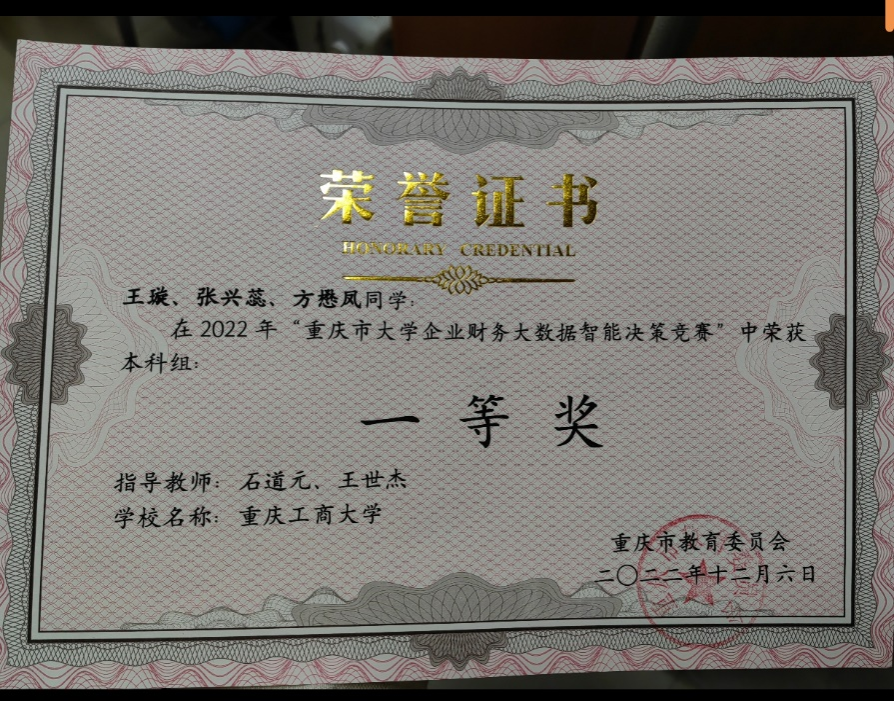 荣誉证书
HONORARY CREDENTIAL
王璇、张兴蕊、方懋凤同学：
在 2022 年“重庆市大学企业财务大数据智能决策竞赛”中荣获
本科组：
一等奖
指导教师：石道元、王世杰
学校名称：重庆工商大学
重庆市教育委员会
二〇二二年十二月六日